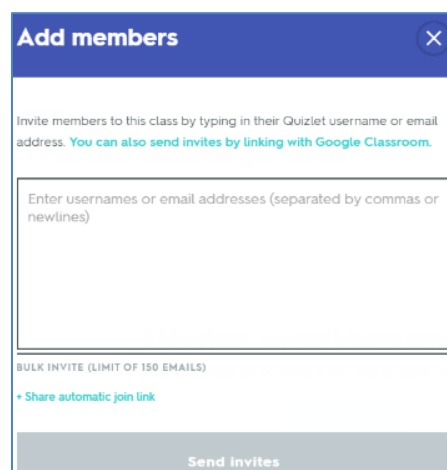 Add members
Invite members to this class by typing in their Quizlet username or email
address. You can also send invites by linking with Google Classroom.
Enter usernames or email addresses (separated by commas or
newlines)
BULK INVITE (LIMIT OF 150 EMAILS)
+ Share automatic join link
Send invites